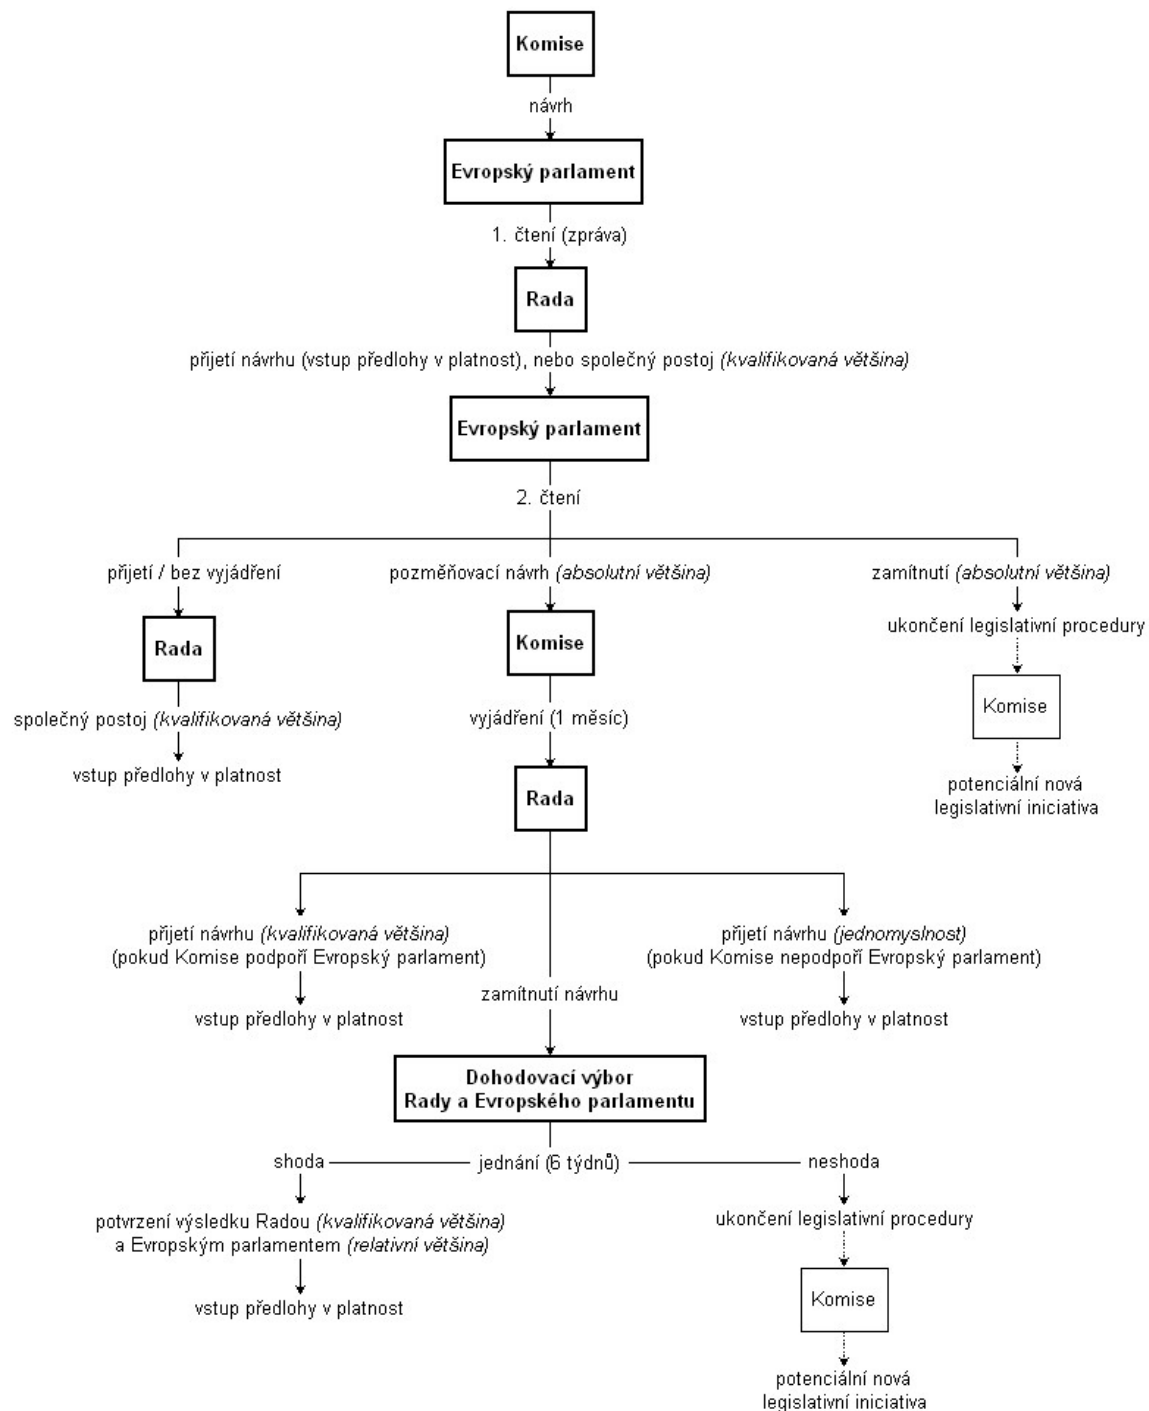 Komise
návrh
Evropský parlament
1. čtení (zpráva)
Rada
přijetí návrhu (vstup předlohy v platnost), nebo společný postoj (kvalifikovaná většina)
Evropský parlament
2. čtení
přijetí / bez vyjádření
pozměňovací návrh (absolutní většina)
zamítnutí (absolutní většina)
Rada
společný postoj (kvalifikovaná většina)
vstup předlohy v platnost
Komise
vyjádření (1 měsíc)
Rada
ukončení legislativní procedury
Komise
potenciální nová
legislativní iniciativa
přijetí návrhu (kvalifikovaná většina)
(pokud Komise podpoří Evropský parlament)
vstup předlohy v platnost
zamítnutí návrhu
přijetí návrhu (jednomyslnost)
(pokud Komise nepodpoří Evropský parlament)
vstup předlohy v platnost
Dohodovací výbor
Rady a Evropského parlamentu
shoda
jednání (6 týdnů)
neshoda
potvrzení výsledku Radou (kvalifikovaná většina)
a Evropským parlamentem (relativní většina)
vstup předlohy v platnost
ukončení legislativní procedury
Komise
potenciální nová
legislativní iniciativa